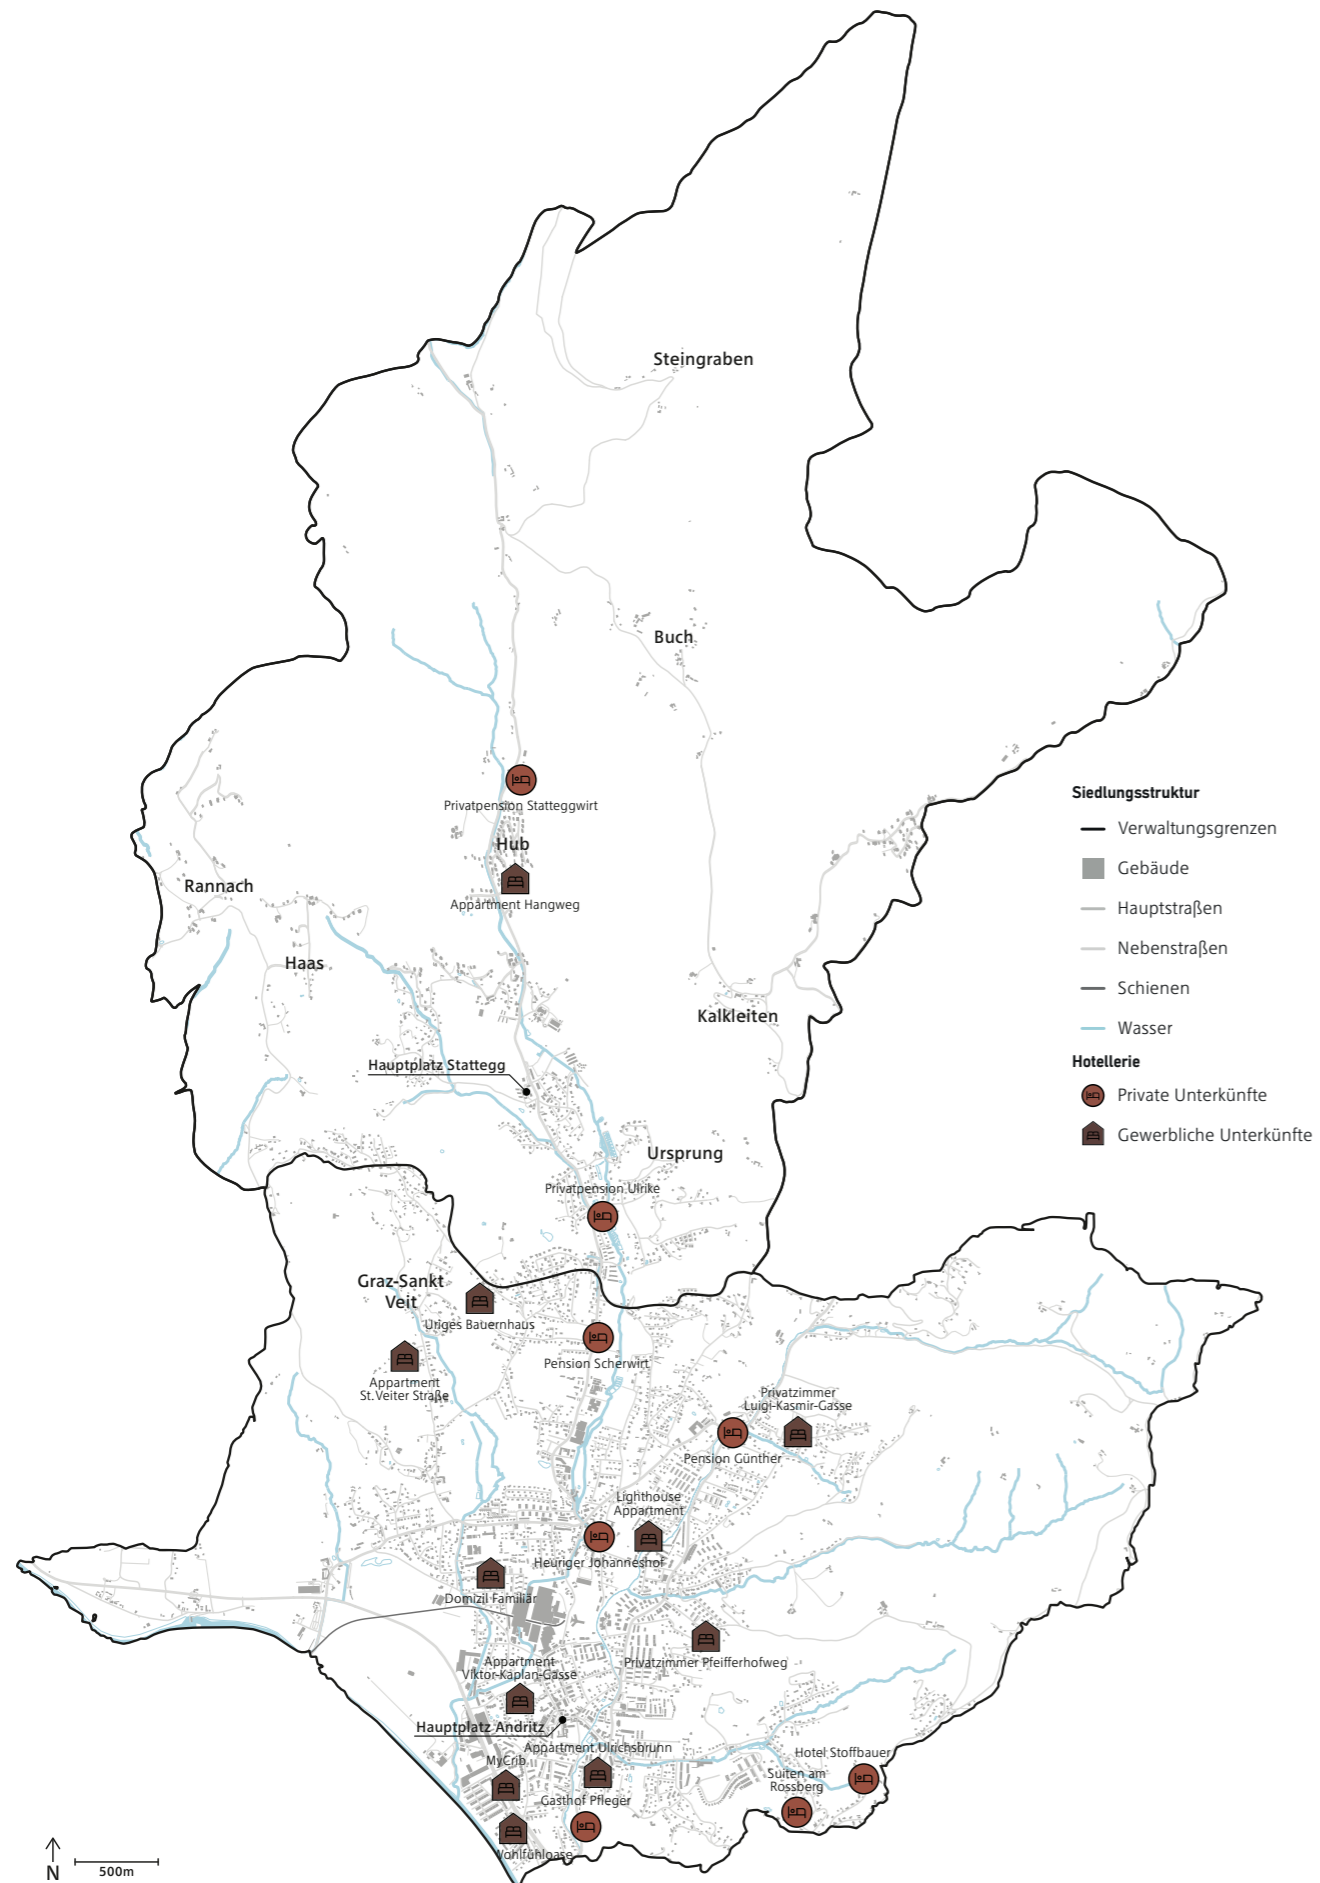 Steingraben
Buch
Privatpension Statteggwirt
Hub
Appartment Hangweg
Rannach
Haas
Kalkleiten
Hauptplatz Stattegg
Ursprung
Privatpension Ulrike
Siedlungsstruktur
Verwaltungsgrenzen
Gebäude
Hauptstraßen
Nebenstraßen
Schienen
Wasser
Hotellerie
Private Unterkünfte
Gewerbliche Unterkünfte
Graz-Sankt
Veit
Uriges Bauernhaus
Pension Scherwirt
Appartment
St.Veiter Straße
Privatzimmer
Luigi-Kasmir-Gasse
Pension Günther
Lighthouse
Appartment
Heuriger Johanneshof
Domizil Familiär
Privatzimmer Pfeifferhofweg
Appartment
Viktor-Kaplan-Gasse
Hauptplatz Andritz
Appartment Ulrichsbrunn
MyCrib
Hotel Stoffbauer
Suiten am
Rossberg
Gasthof Pfleger
Wohlfühloase
N
500m